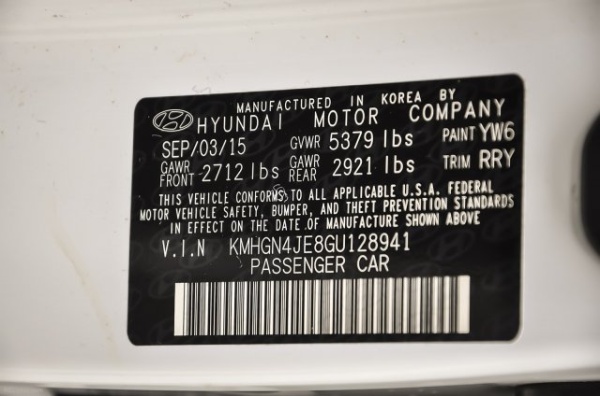 MANUFACTURED IN KOREA BY
HYUNDAI MOTOR COMPANY
SEP/03/15 GVWR 5379 lbs PAINT YW6
GAWR FRONT 2712 lbs GAWR REAR 2921 lbs TRIM RRY
THIS VEHICLE CONFORMS TO ALL APPLICABLE U.S.A. FEDERAL
MOTOR VEHICLE SAFETY, BUMPER, AND THEFT PREVENTION STANDARDS
IN EFFECT ON THE DATE OF MANUFACTURE SHOWN ABOVE
V.I.N KMHGN4JE8GU128941
PASSENGER CAR